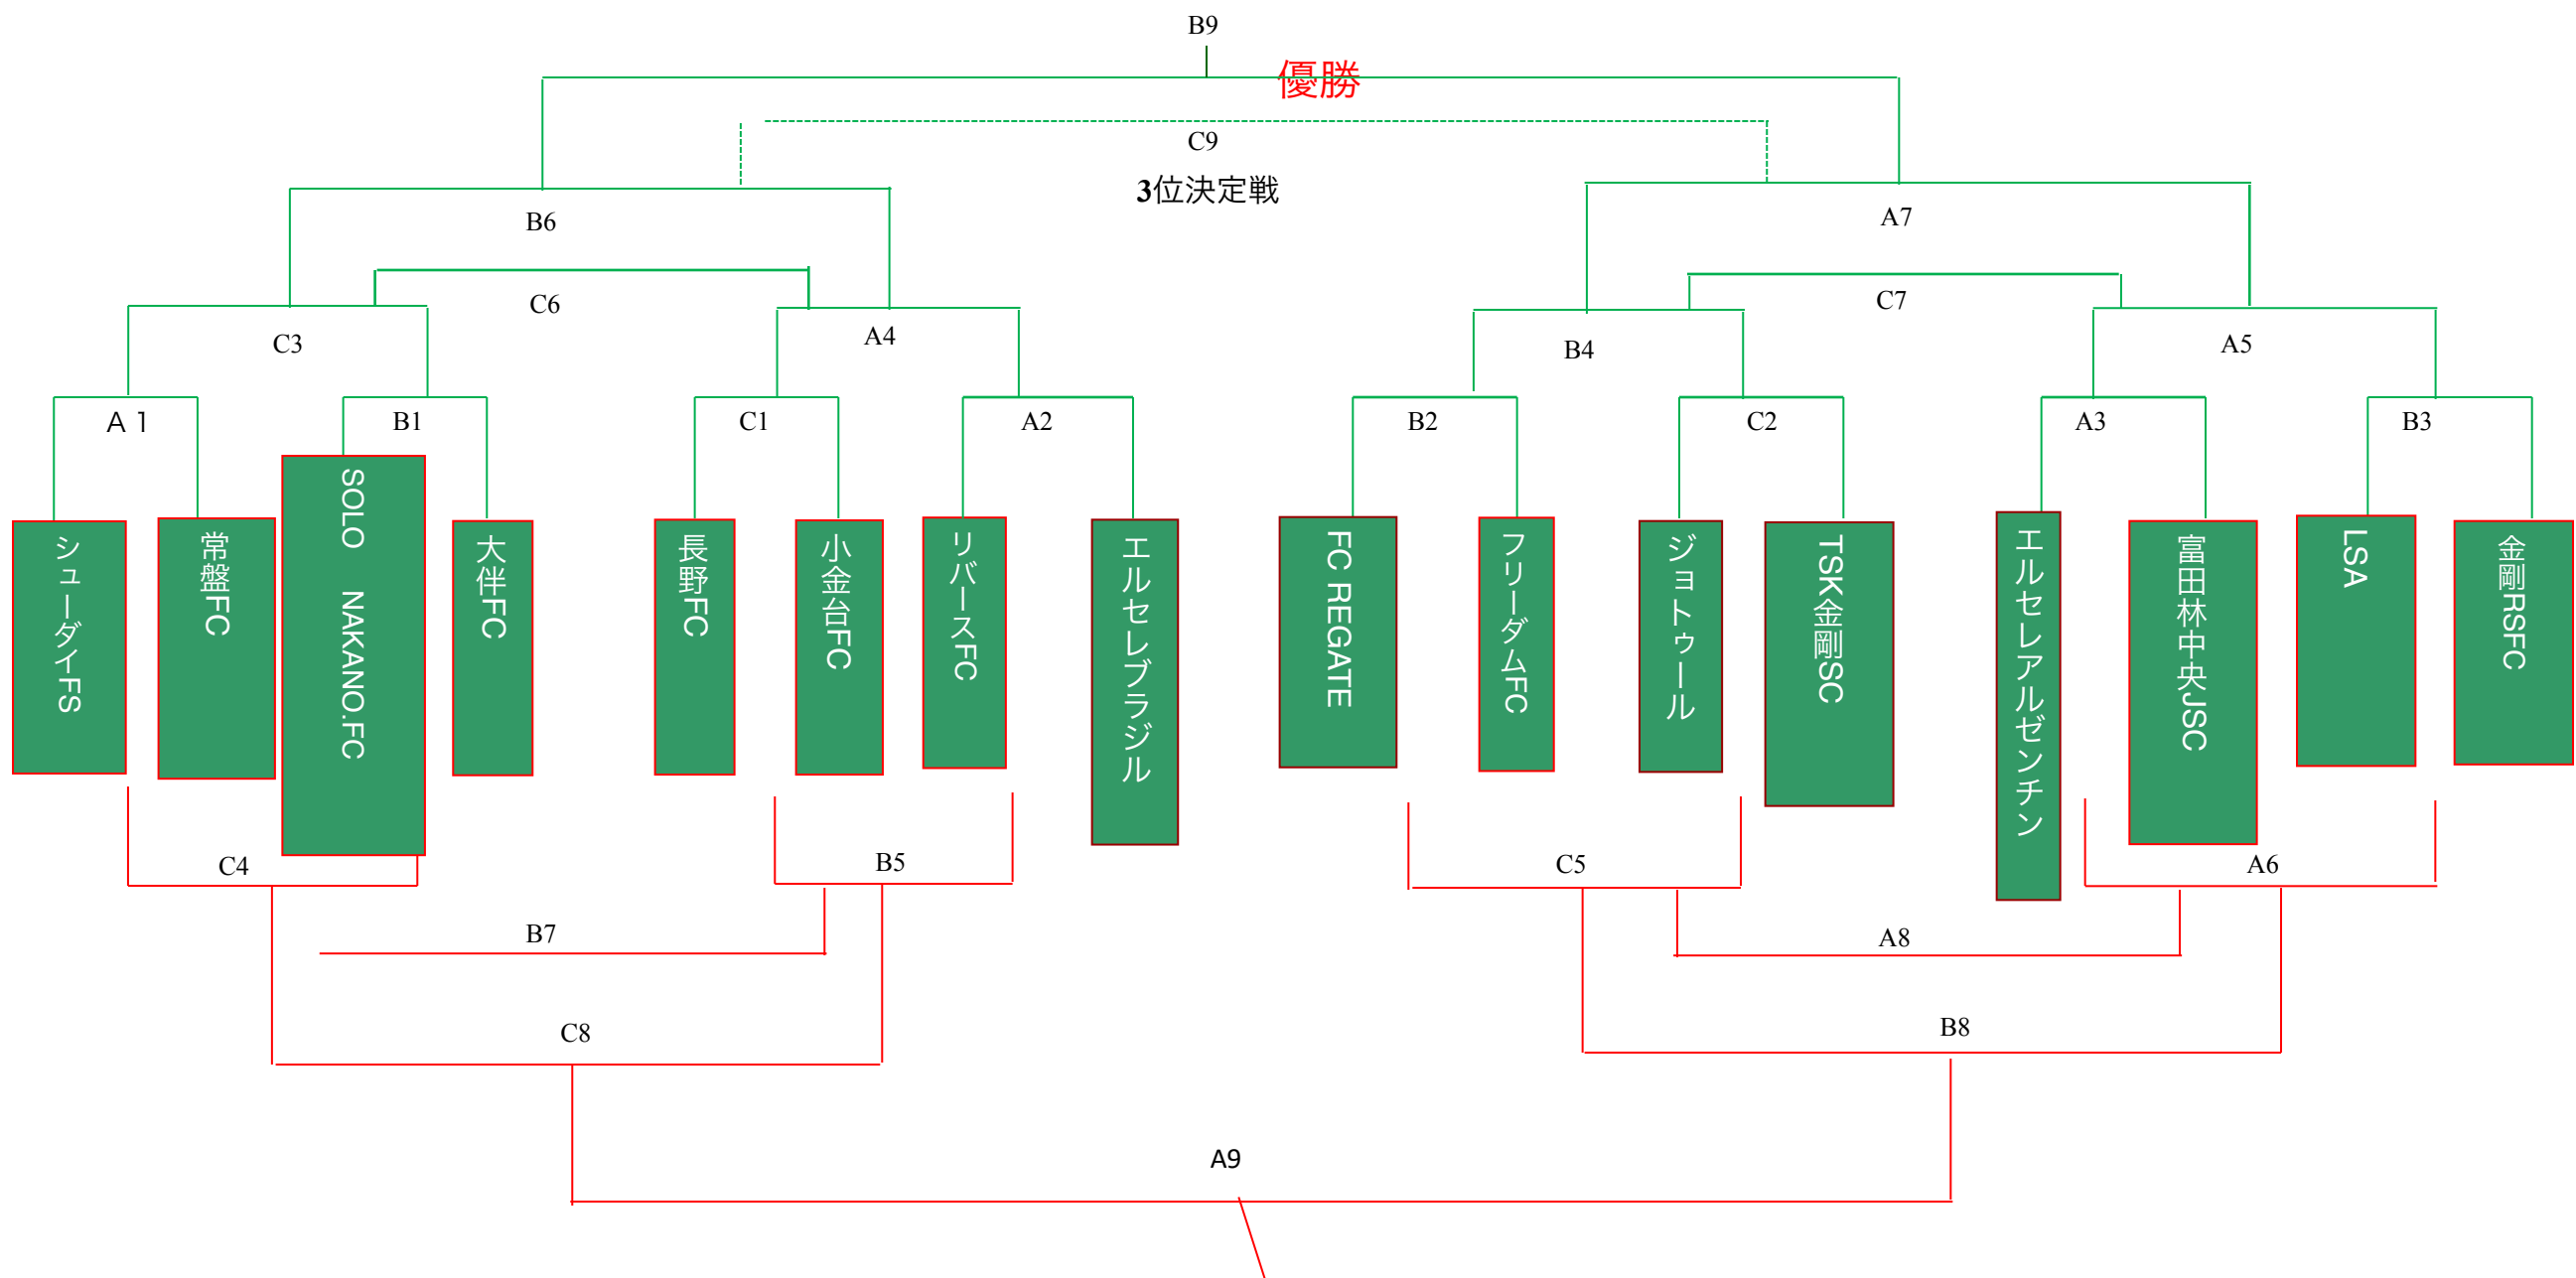 B9
優勝
C9
3位決定戦
B6
A7
C6
C7
C3
A4
B4
A5
A 1
B1
C1
A2
B2
C2
A3
B3
シューダイFS
常盤FC
SOLO NAKANO.FC
大伴FC
長野FC
小金台FC
リバースFC
エルセレブラジル
FC REGATE
フリーダムFC
ジョトゥール
TSK金剛SC
エルセレアルゼンチン
富田林中央JSC
LSA
金剛RSFC
C4
B5
C5
A6
B7
A8
C8
B8
A9